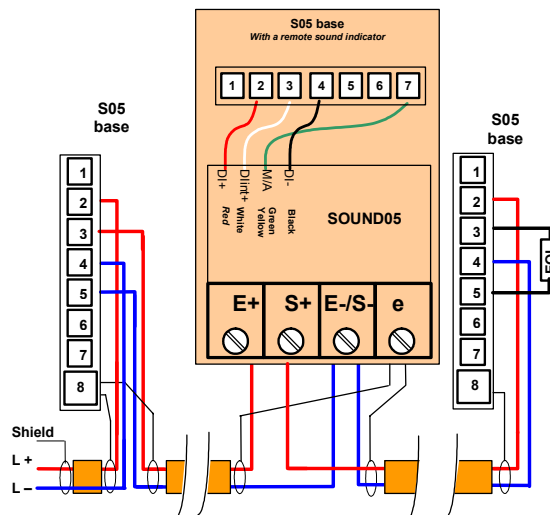 S05 base
With a remote sound indicator
1 2 3 4 5 6 7
DI+
Red
DIint+
White
M/A
Green
Yellow
DI-
Black
SOUND05
E+ S+ E-/S- e
S05
base
1
2
3
4
5
6
7
8
Shield
L +
L –
S05
base
1
2
3
4
5
6
7
8
EOL